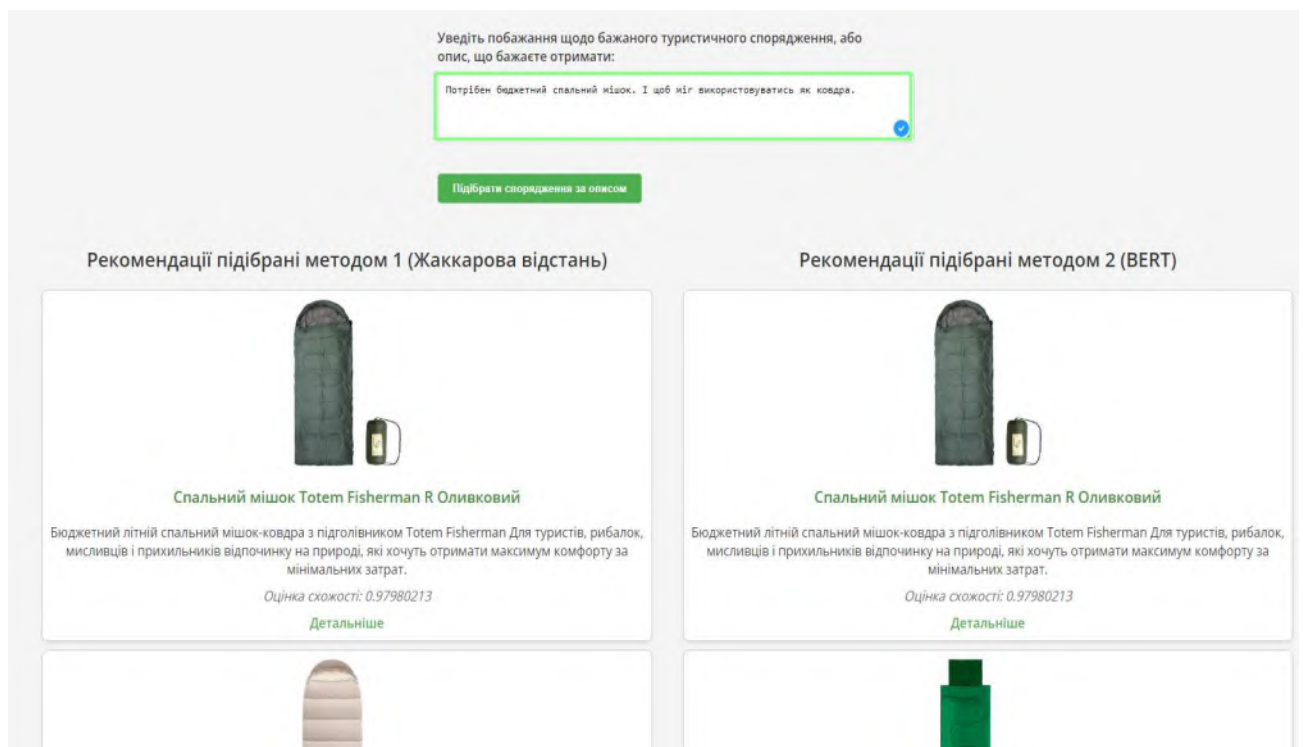 Уведіть побажання щодо бажаного туристичного спорядження, або
опис, що бажаєте отримати:
Потрібен бюджетний спальний мішок. І щоб міг використовуватись як ковдра.
Підібрати спорядження за описом
Рекомендації підібрані методом 1 (Жаккарова відстань)
Спальний мішок Totem Fisherman R Оливковий
Бюджетний літній спальний мішок-ковдра з підголівником Totem Fisherman Для туристів, рибалок,
мисливців і прихильників відпочинку на природі, які хочуть отримати максимум комфорту за
мінімальних затрат.
Оцінка схожості: 0.97980213
Детальніше
Рекомендації підібрані методом 2 (BERT)
Спальний мішок Totem Fisherman R Оливковий
Бюджетний літній спальний мішок-ковдра з підголівником Totem Fisherman Для туристів, рибалок,
мисливців і прихильників відпочинку на природі, які хочуть отримати максимум комфорту за
мінімальних затрат.
Оцінка схожості: 0.97980213
Детальніше